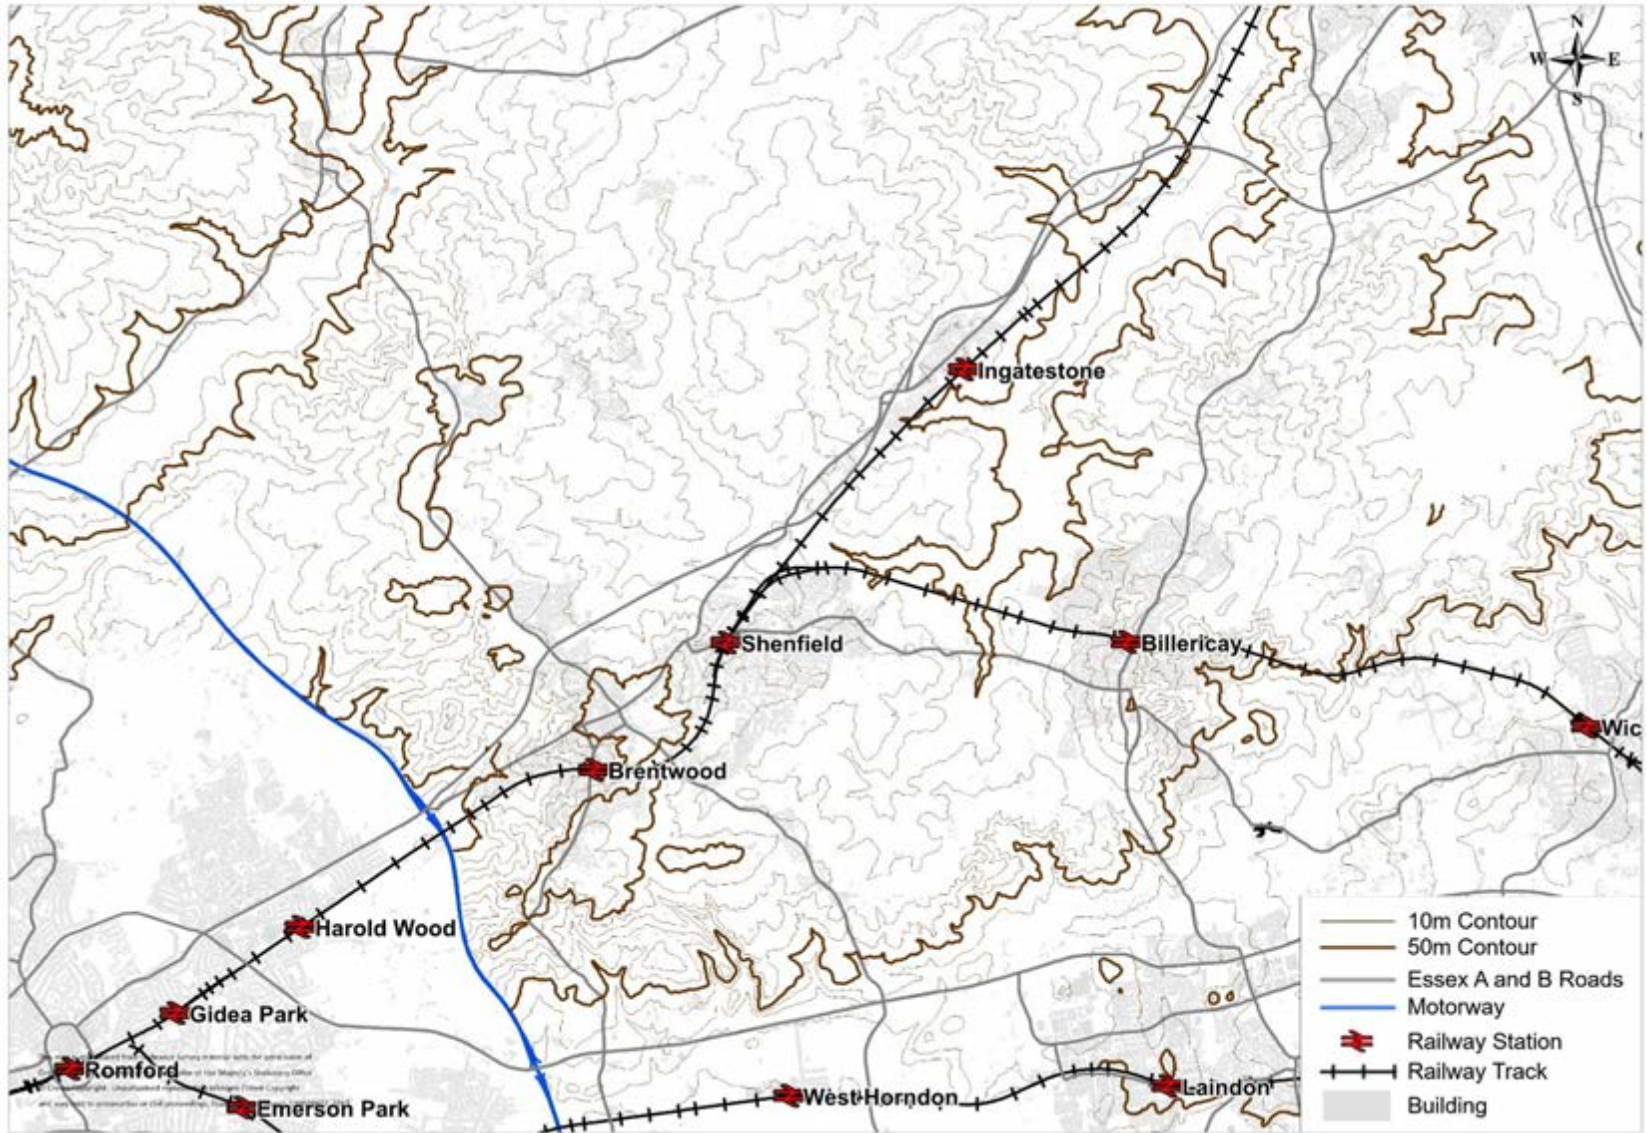 N
W E
S
Ingatestone
Shenfield
Billericay
Wic
Brentwood
Harold Wood
Gidea Park
Romford
Emerson Park
West Horndon
Laindon
10m Contour
50m Contour
Essex A and B Roads
Motorway
Railway Station
Railway Track
Building